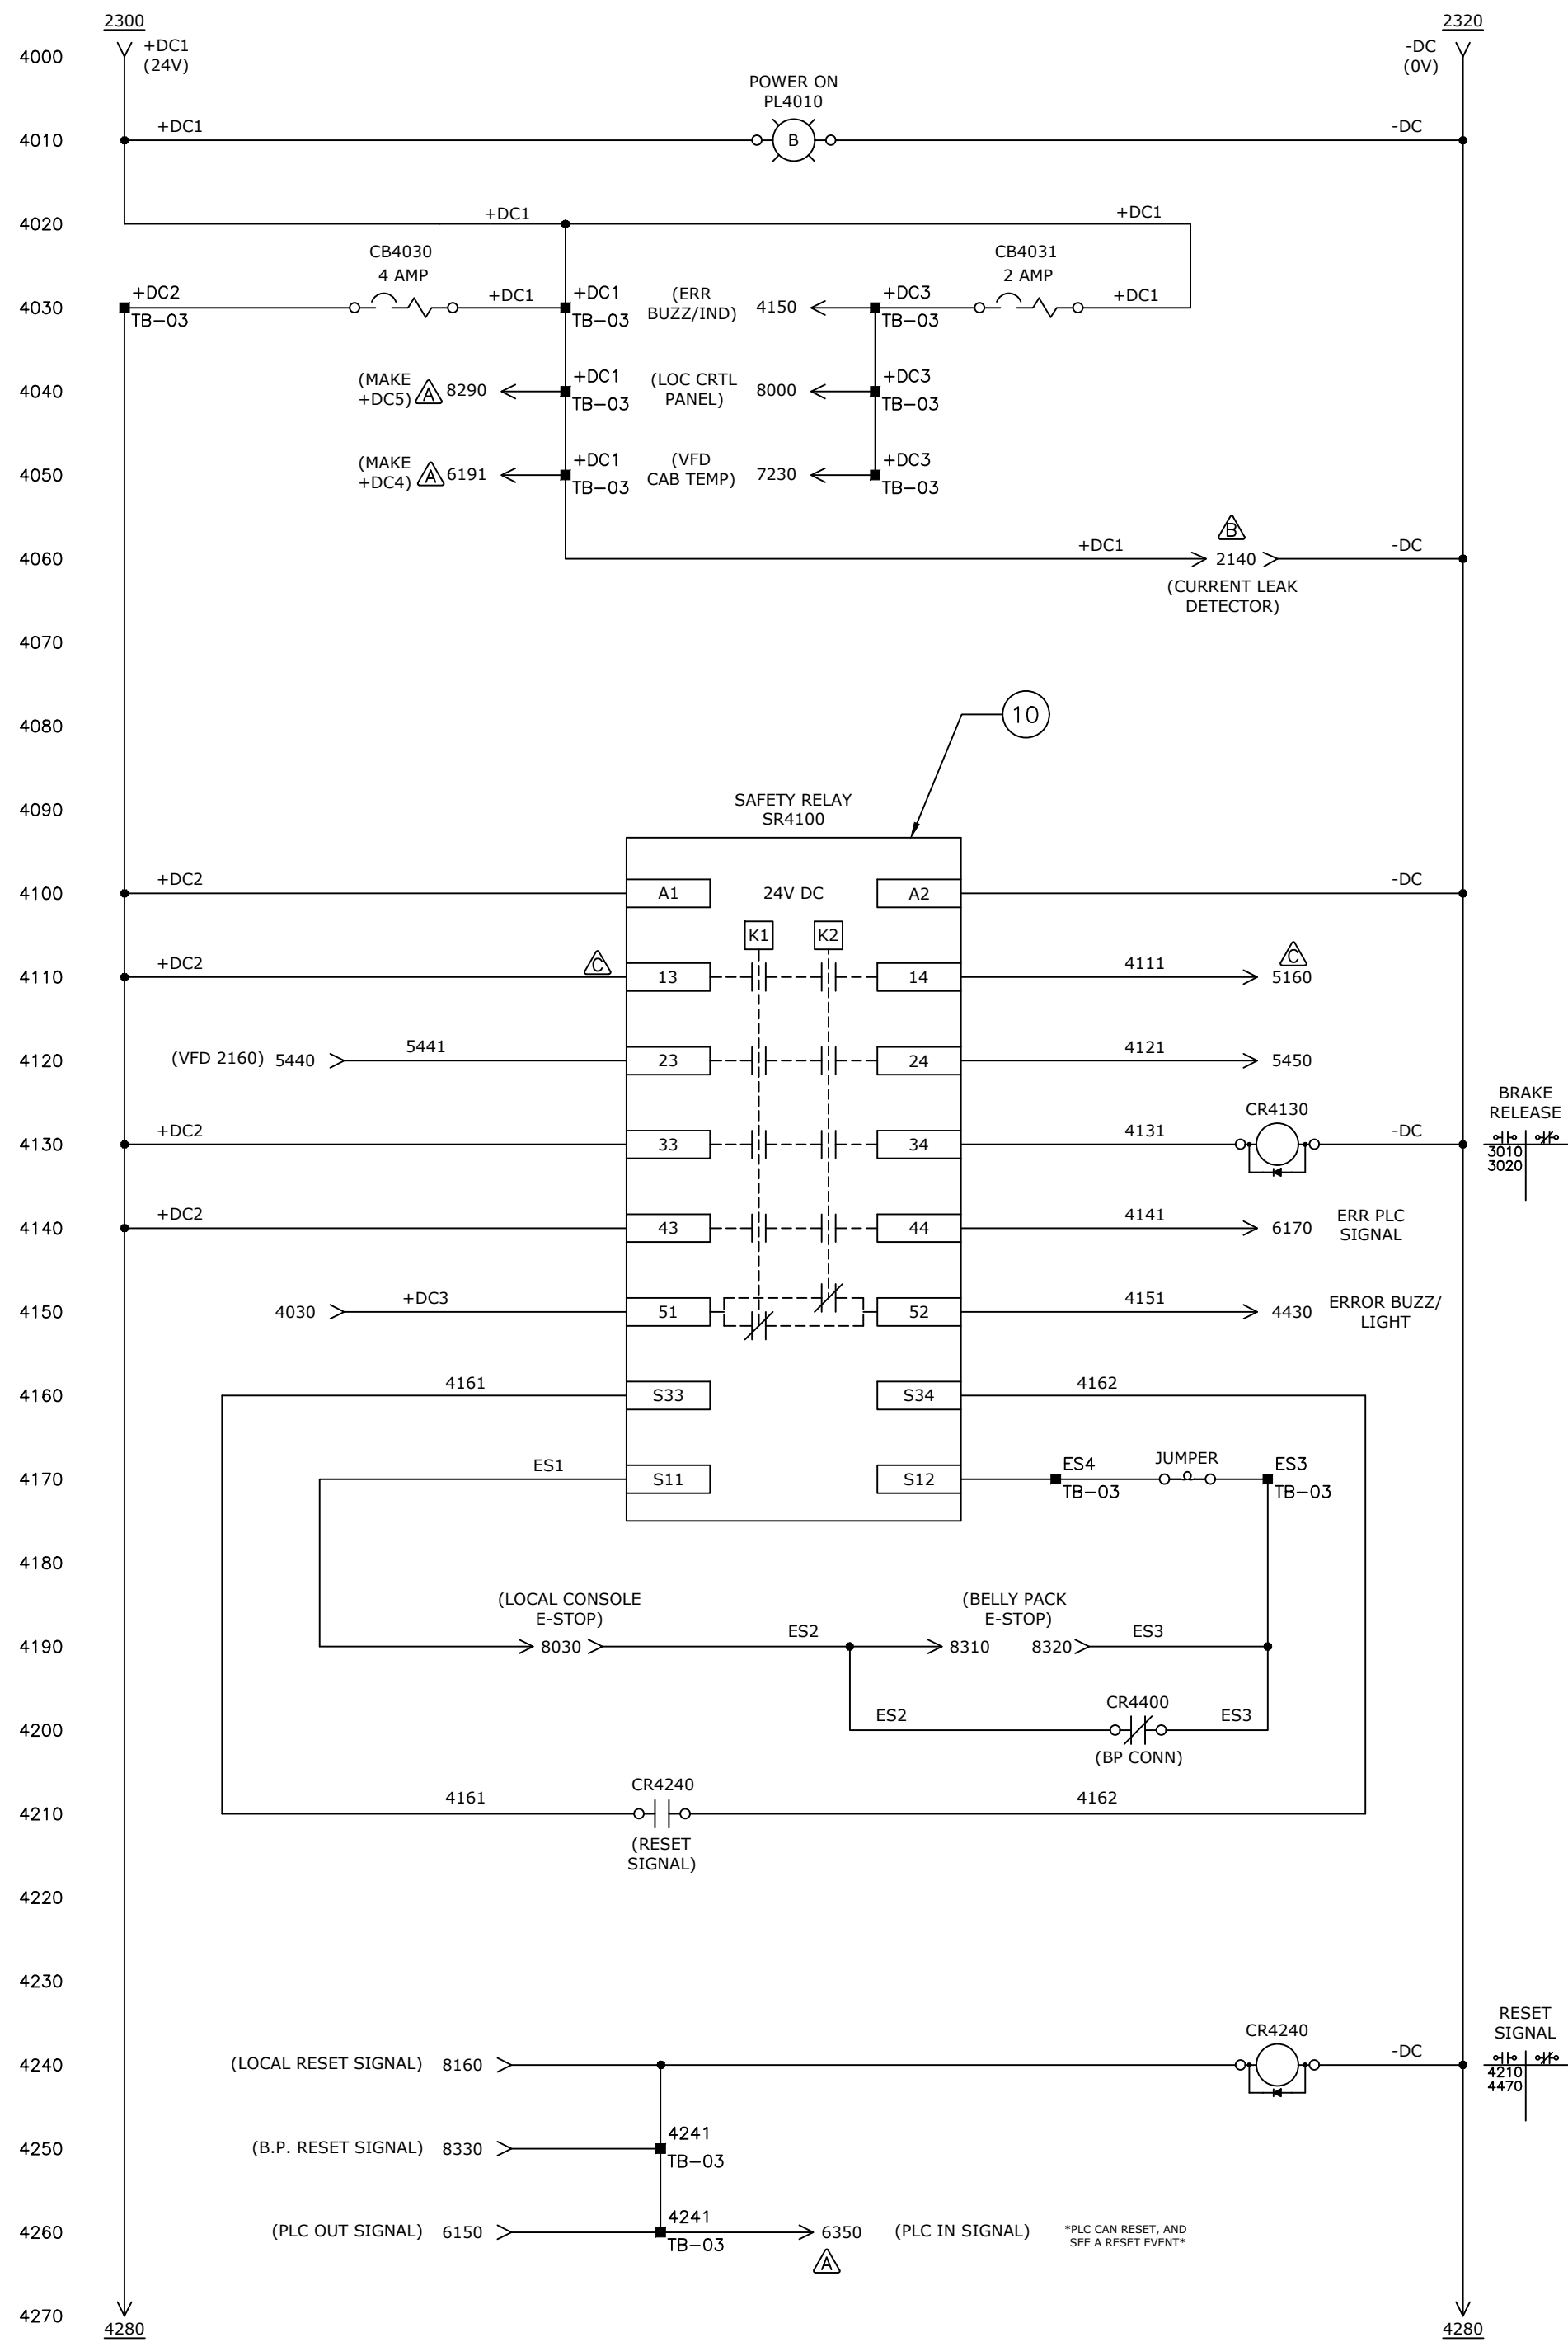 2300
2320
4000
+DC1
(24V)
-DC
(0V)
POWER ON
PL4010
4010
+DC1
B
-DC
4020
+DC1
+DC1
CB4030
4 AMP
CB4031
2 AMP
4030
+DC2
TB-03
+DC1
+DC1
TB-03
(ERR
BUZZ/IND)
4150
+DC3
TB-03
+DC1
4040
(MAKE
+DC5)
A
8290
+DC1
TB-03
(LOC CRTL
PANEL)
8000
+DC3
TB-03
4050
(MAKE
+DC4)
A
6191
+DC1
TB-03
(VFD
CAB TEMP)
7230
+DC3
TB-03
4060
+DC1
B
2140
-DC
(CURRENT LEAK
DETECTOR)
4070
4080
10
4090
SAFETY RELAY
SR4100
4100
+DC2
A1
24V DC
A2
-DC
K1
K2
4110
+DC2
C
13
14
4111
C
5160
4120
(VFD 2160)
5440
5441
23
24
4121
5450
4130
+DC2
33
34
4131
CR4130
-DC
BRAKE
RELEASE
3010
3020
4140
+DC2
43
44
4141
6170
ERR PLC
SIGNAL
4150
4030
+DC3
51
52
4151
4430
ERROR BUZZ/
LIGHT
4160
4161
S33
S34
4162
4170
ES1
S11
S12
ES4
TB-03
JUMPER
ES3
TB-03
4180
(LOCAL CONSOLE
E-STOP)
(BELLY PACK
E-STOP)
4190
8030
ES2
8310
8320
ES3
4200
ES2
CR4400
ES3
(BP CONN)
4210
4161
CR4240
4162
(RESET
SIGNAL)
4220
4230
4240
(LOCAL RESET SIGNAL)
8160
CR4240
-DC
RESET
SIGNAL
4210
4470
4250
(B.P. RESET SIGNAL)
8330
4241
TB-03
4260
(PLC OUT SIGNAL)
6150
4241
TB-03
6350
(PLC IN SIGNAL)
*PLC CAN RESET, AND
SEE A RESET EVENT*
A
4270
4280
4280